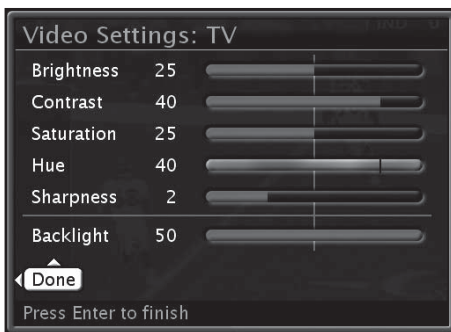 Video Settings: TV
Brightness 25
Contrast 40
Saturation 25
Hue 40
Sharpness 2
Backlight 50
Done
Press Enter to finish